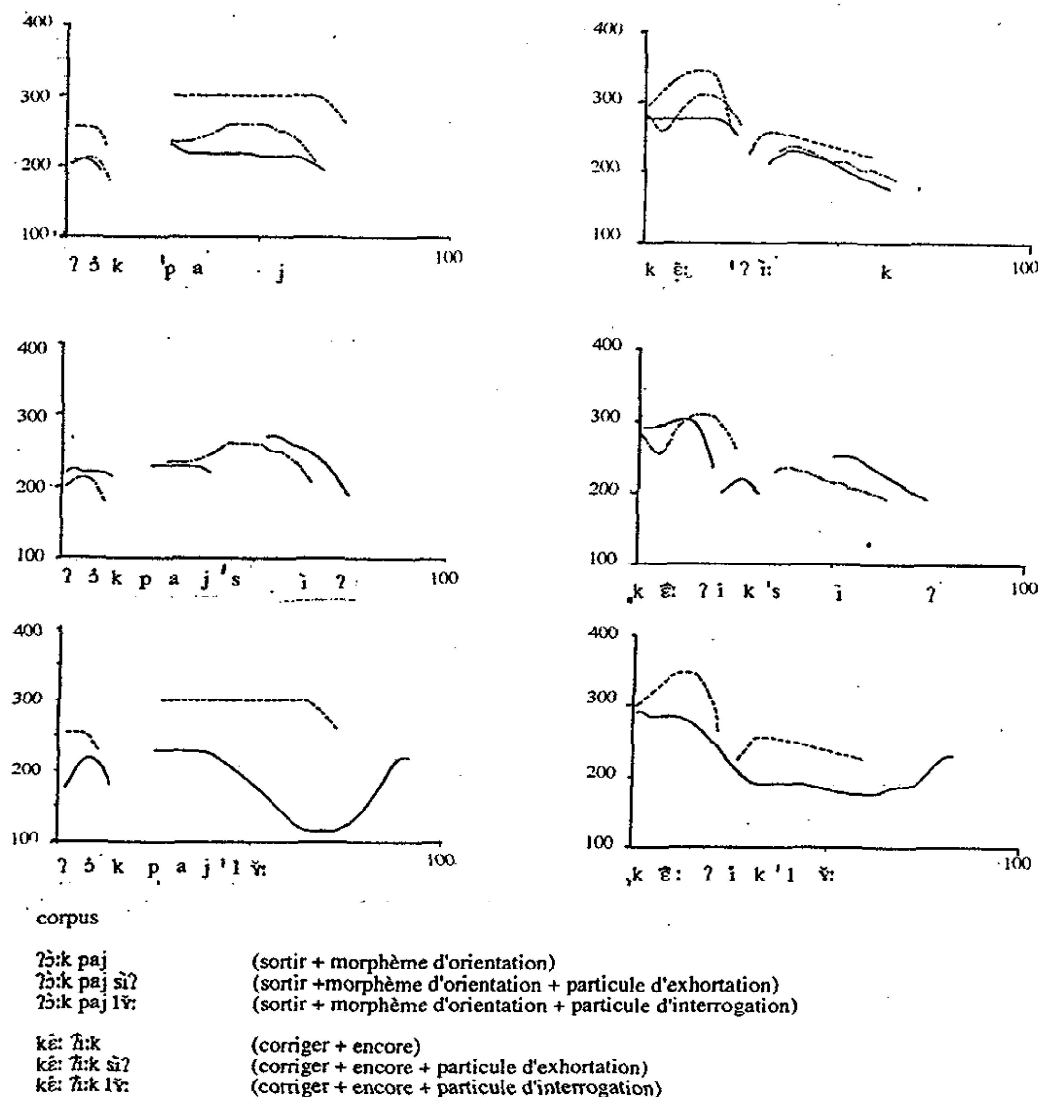 400
300
200
100
100
ʔ ɔ̂ k ˈp a j
400
300
200
100
100
k ɛ̂ː ˈʔ ìː k
400
300
200
100
100
ʔ ɔ̂ k p a j ˈs ì ʔ
400
300
200
100
100
k ɛ̂ː ʔ ì k ˈs ì ʔ
400
300
200
100
100
ʔ ɔ̂ k p a j ˈl ɤ̌ː
400
300
200
100
100
k ɛ̂ː ʔ ì k ˈl ɤ̌ː
corpus
ʔɔ̀ːk paj (sortir + morphème d'orientation)
ʔɔ̀ːk paj sìʔ (sortir +morphème d'orientation + particule d'exhortation)
ʔɔ̀ːk paj lɤ̌ː (sortir + morphème d'orientation + particule d'interrogation)
kɛ̂ː ʔìːk (corriger + encore)
kɛ̂ː ʔìːk sìʔ (corriger + encore + particule d'exhortation)
kɛ̂ː ʔìːk lɤ̌ː (corriger + encore + particule d'interrogation)